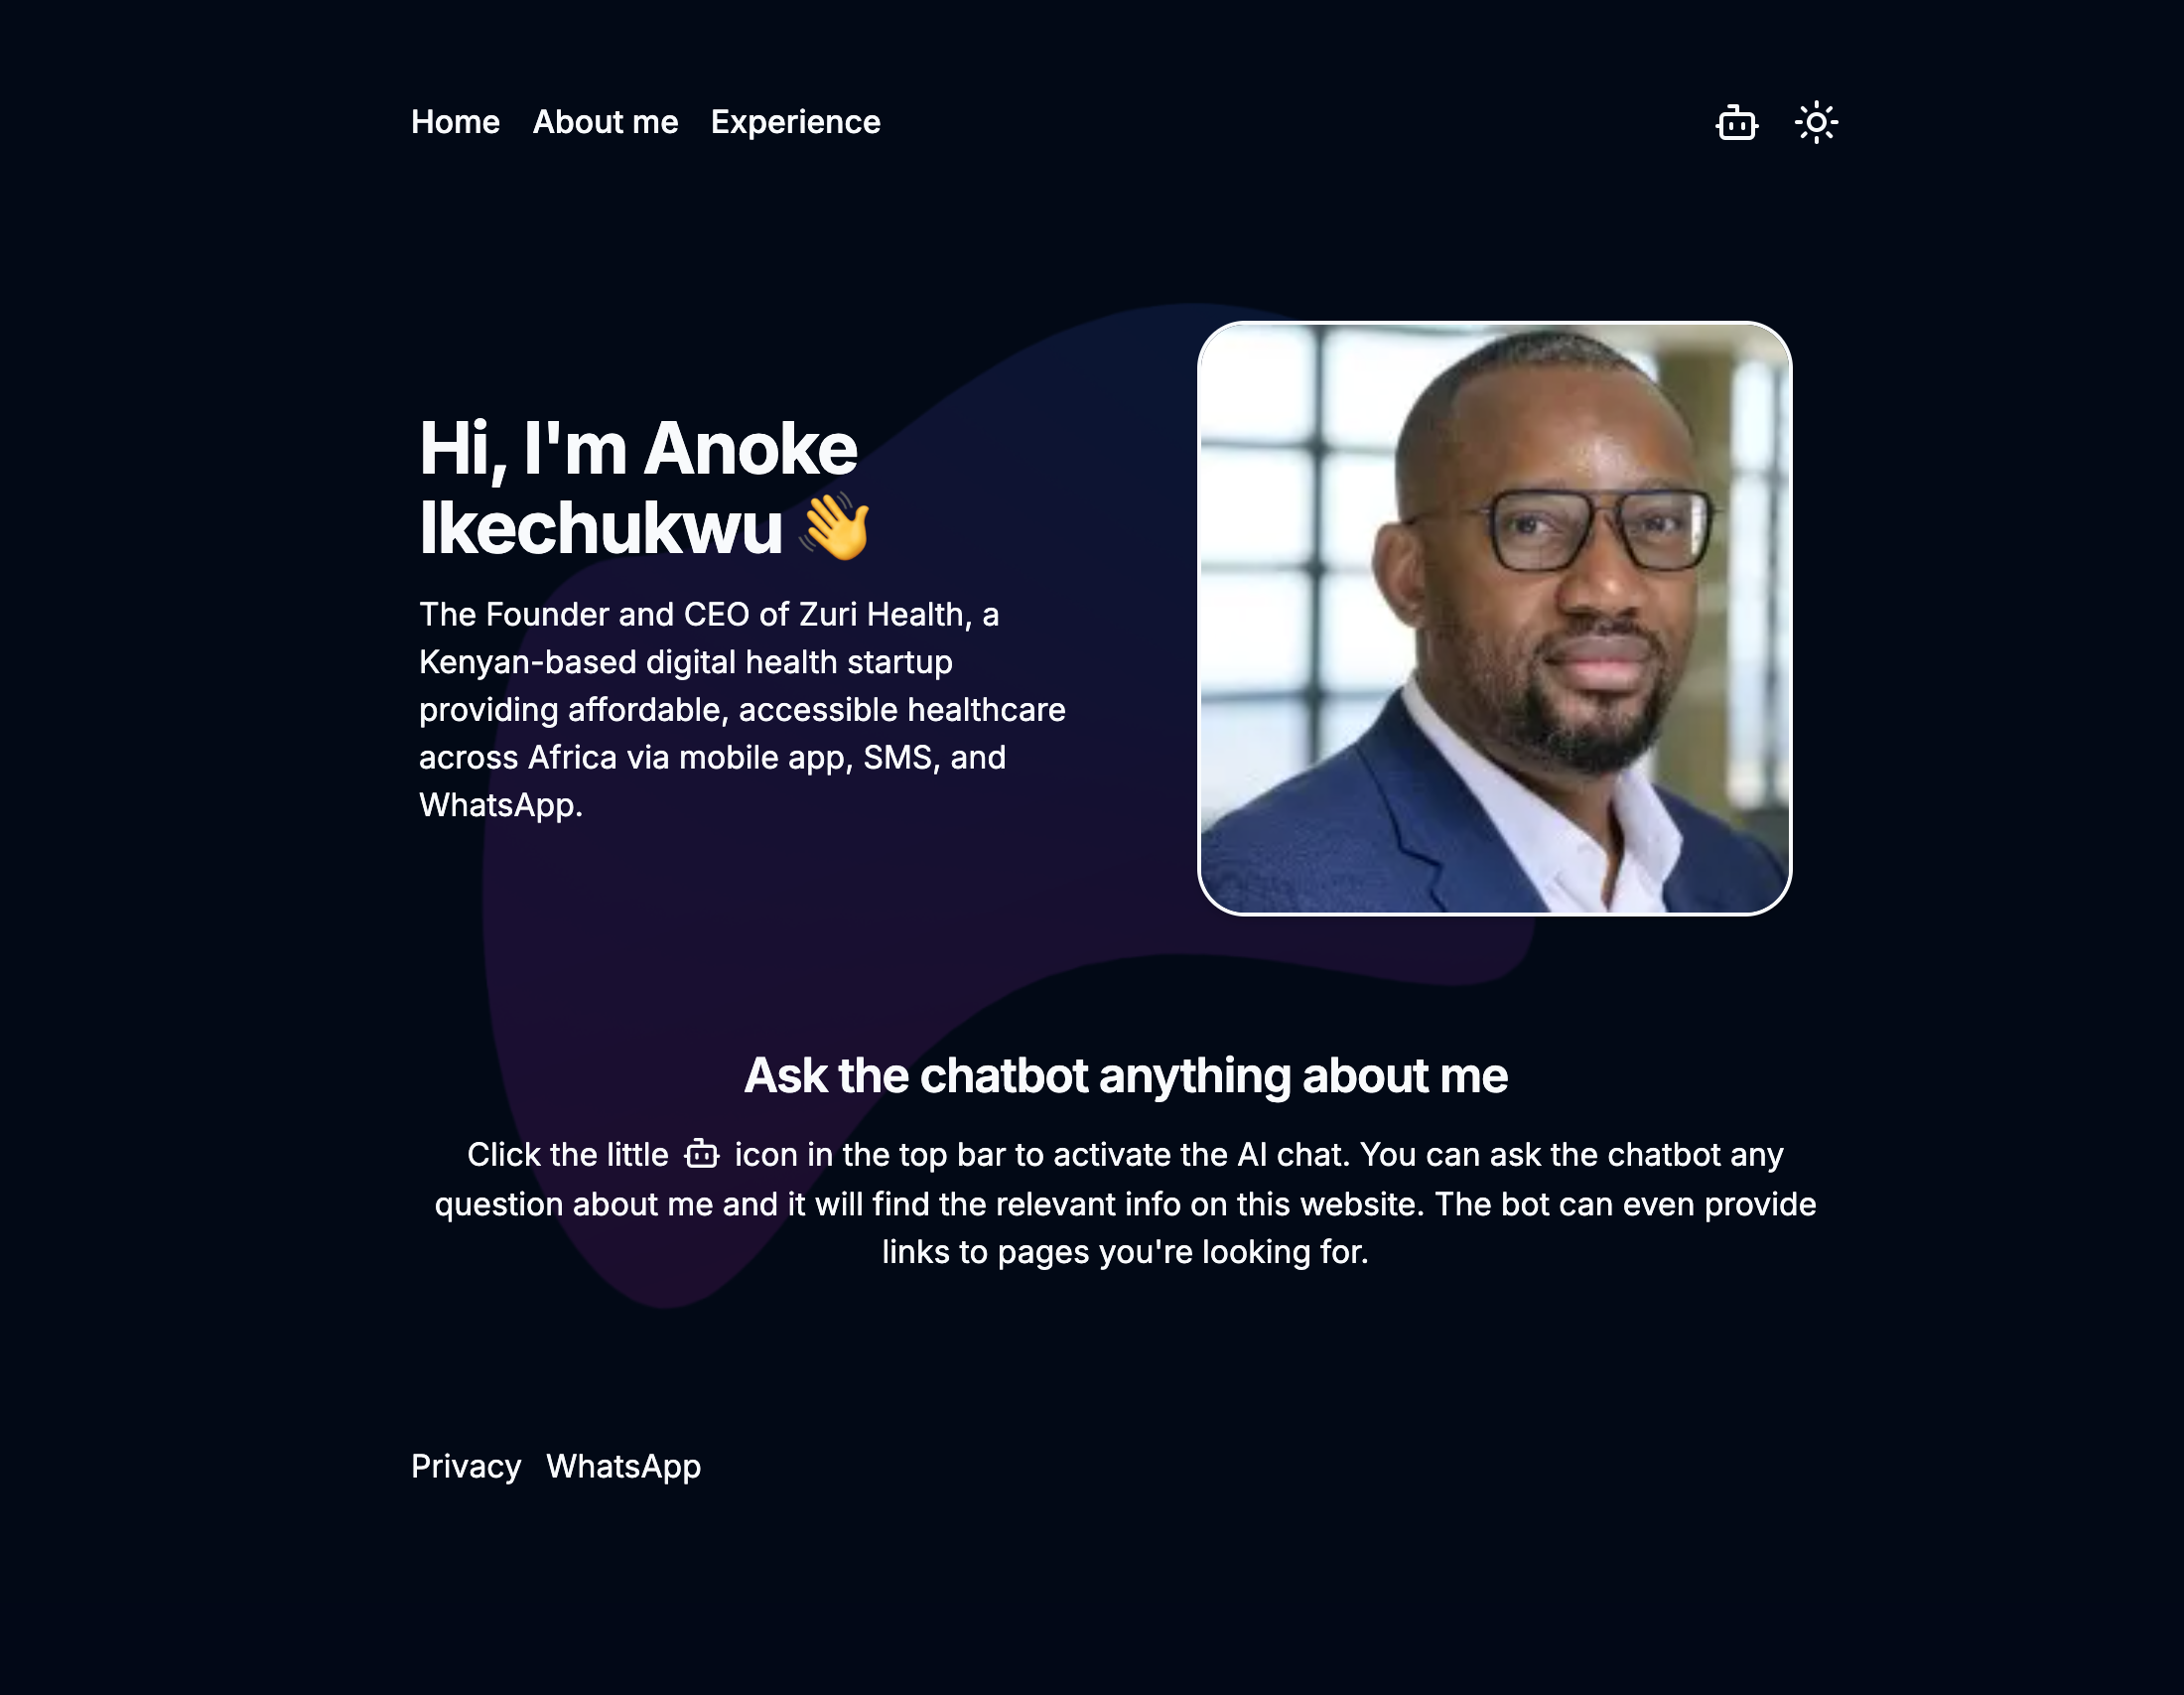 Home About me Experience
Hi, I'm Anoke
Ikechukwu 👋
The Founder and CEO of Zuri Health, a
Kenyan-based digital health startup
providing affordable, accessible healthcare
across Africa via mobile app, SMS, and
WhatsApp.
Ask the chatbot anything about me
Click the little icon in the top bar to activate the AI chat. You can ask the chatbot any
question about me and it will find the relevant info on this website. The bot can even provide
links to pages you're looking for.
Privacy WhatsApp